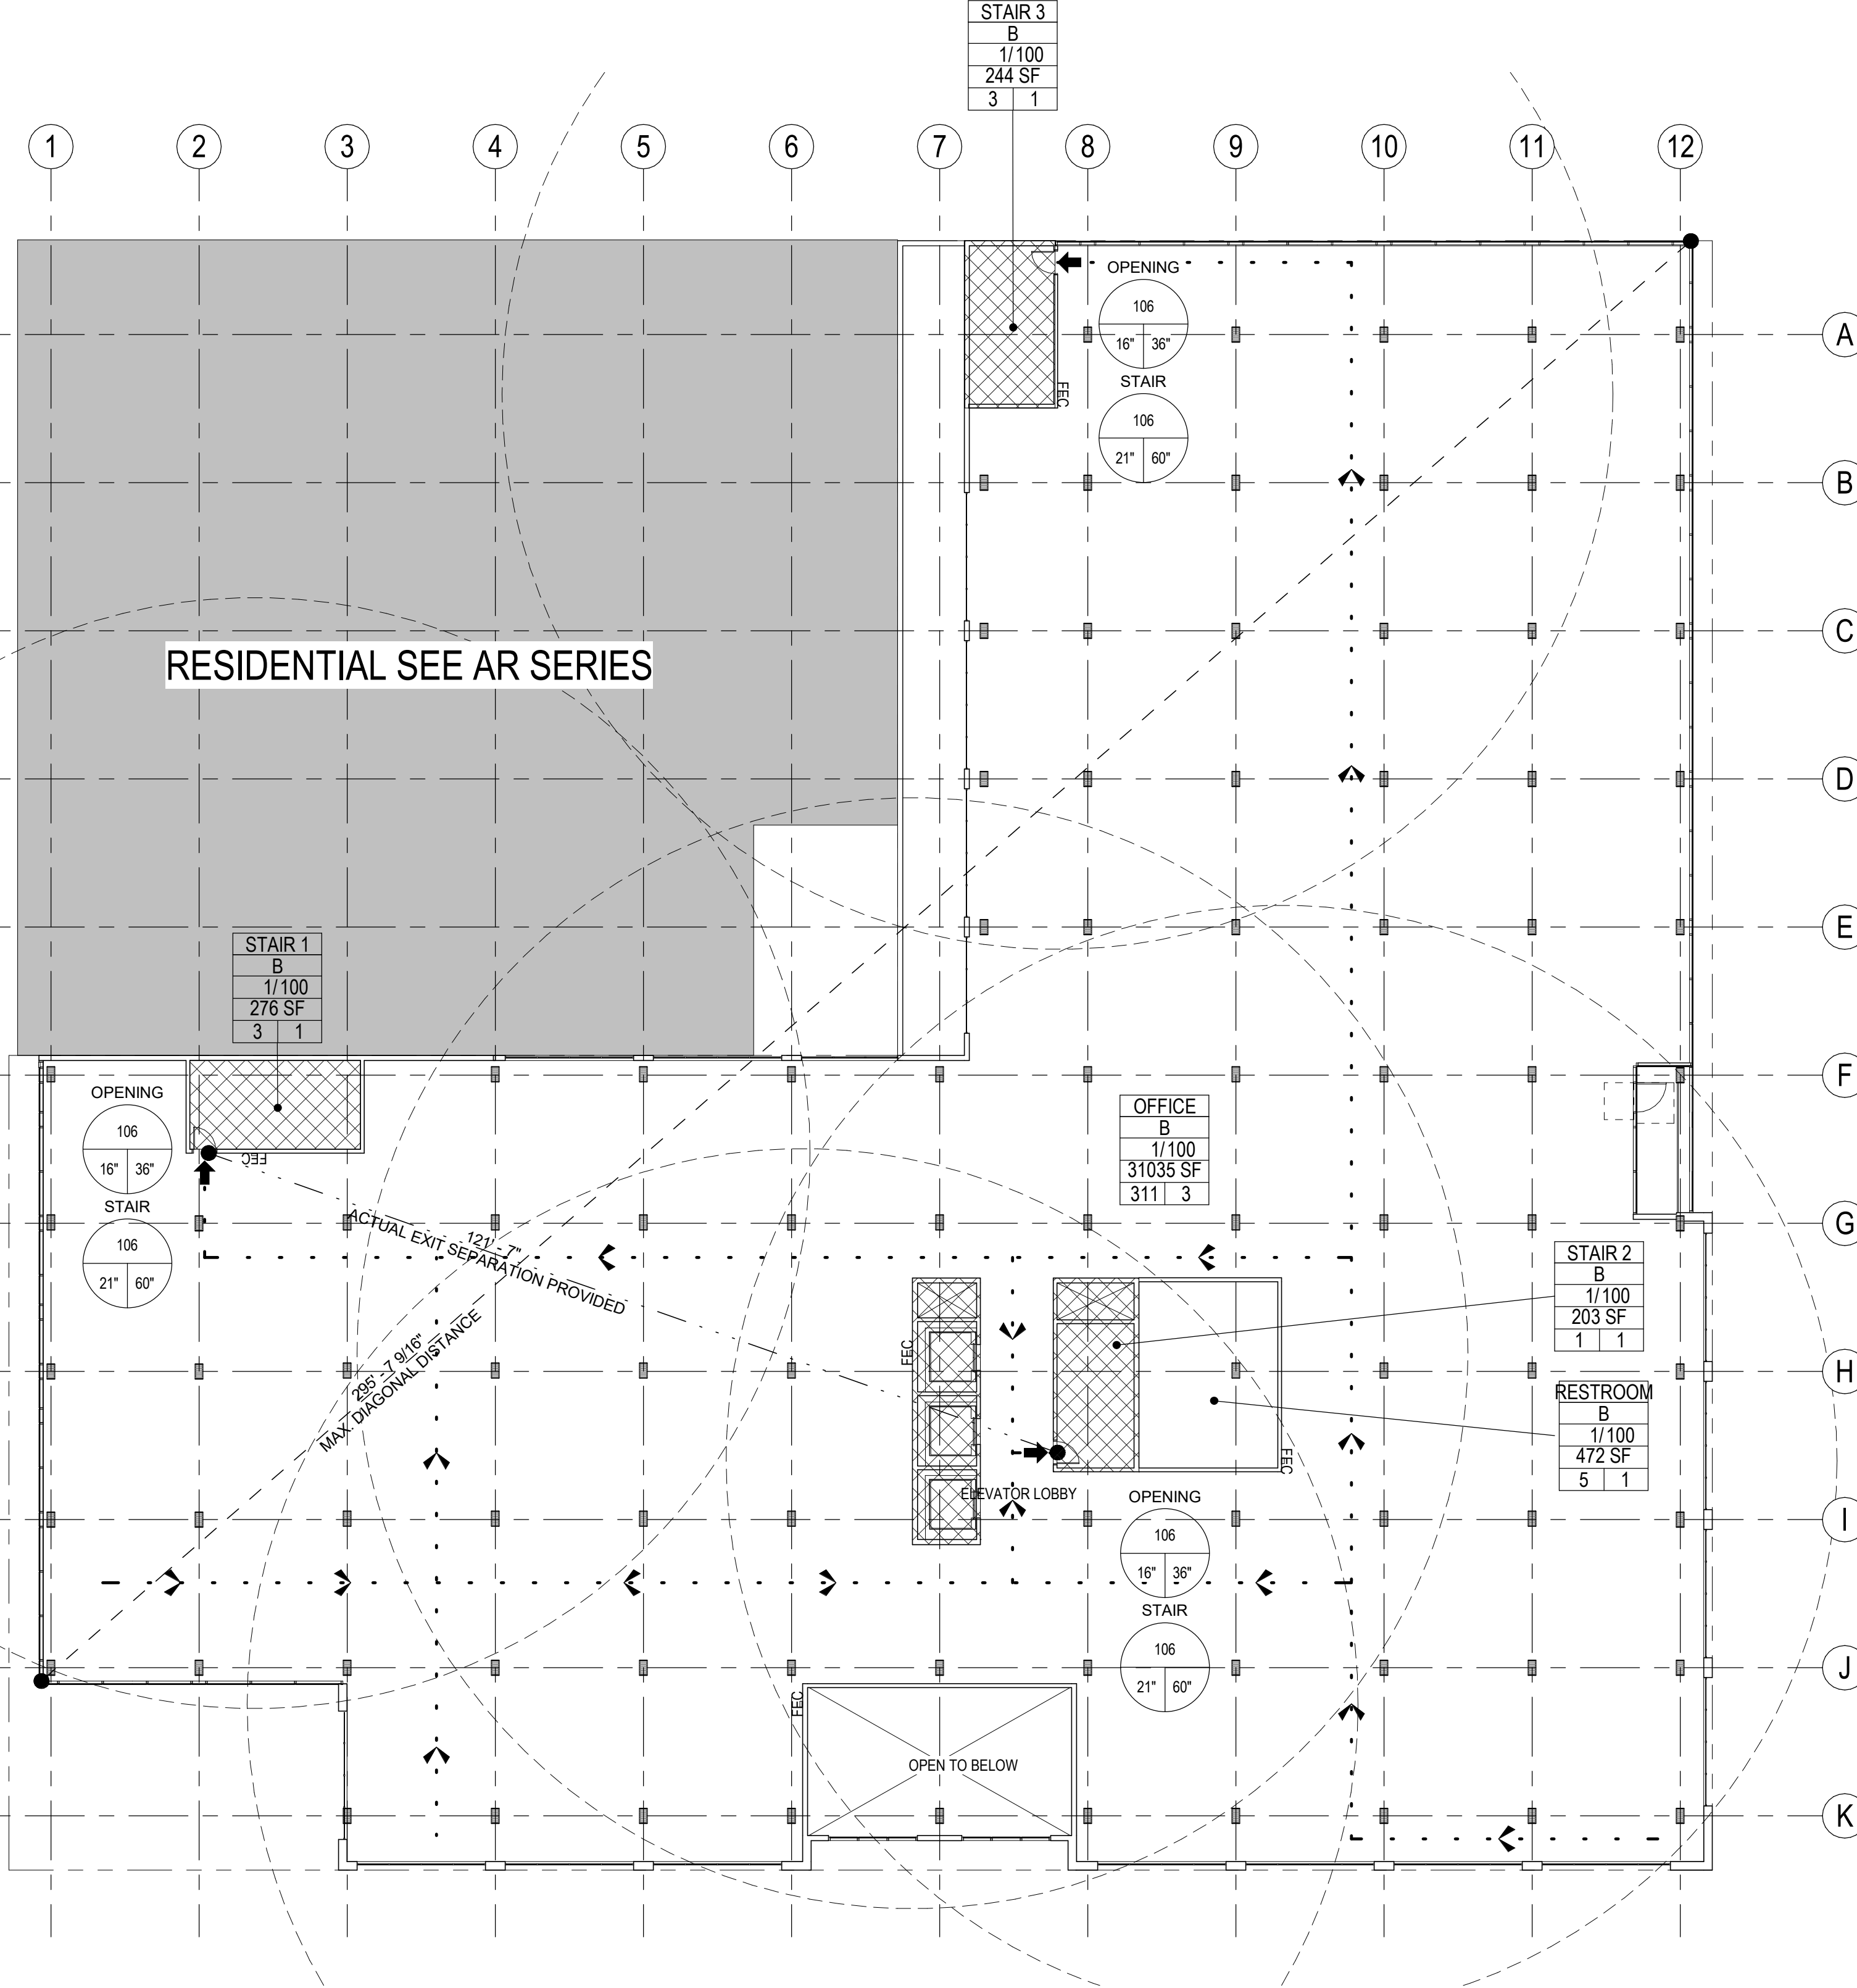 STAIR 3
B
1/100
244 SF
3 1
1 2 3 4 5 6 7 8 9 10 11 12
OPENING
106
16" 36"
STAIR
106
21" 60"
FEC
A
B
C
RESIDENTIAL SEE AR SERIES
D
E
STAIR 1
B
1/100
276 SF
3 1
F
OPENING
106
16" 36"
STAIR
106
21" 60"
FEC
OFFICE
B
1/100
31035 SF
311 3
G
121' - 7"
ACTUAL EXIT SEPARATION PROVIDED
295' - 7 9/16"
MAX. DIAGONAL DISTANCE
STAIR 2
B
1/100
203 SF
1 1
FEC
H
RESTROOM
B
1/100
472 SF
5 1
FEC
ELEVATOR LOBBY
OPENING
106
16" 36"
STAIR
106
21" 60"
I
J
FEC
OPEN TO BELOW
K